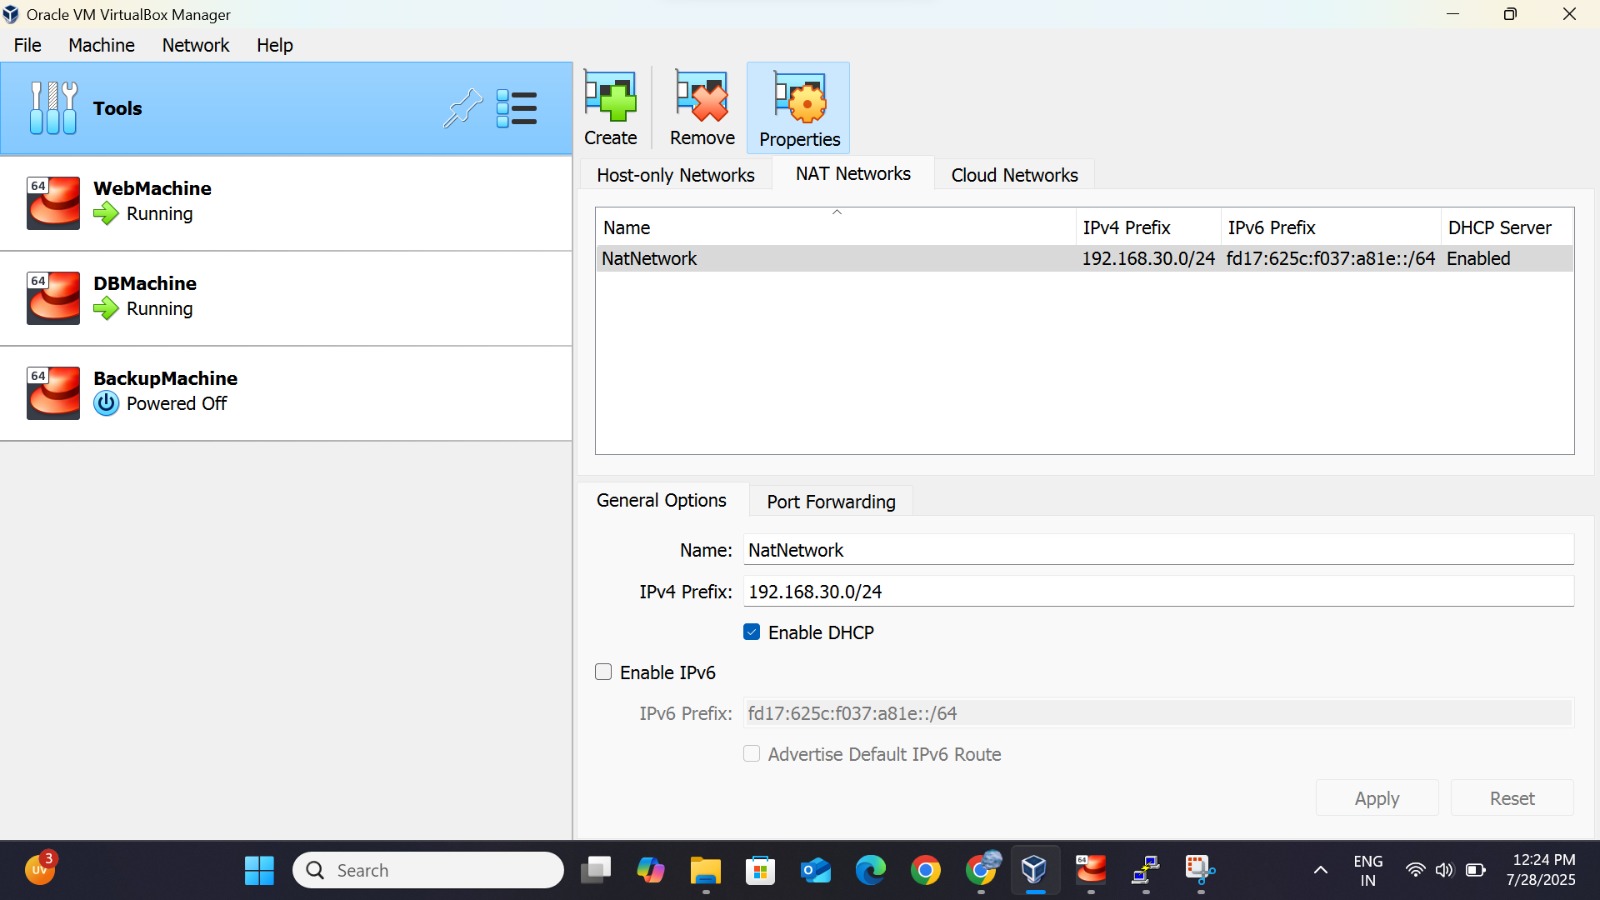 Oracle VM VirtualBox Manager
File Machine Network Help
Tools
64
WebMachine
Running
64
DBMachine
Running
64
BackupMachine
Powered Off
Create Remove Properties
Host-only Networks NAT Networks Cloud Networks
Name IPv4 Prefix IPv6 Prefix DHCP Server
NatNetwork 192.168.30.0/24 fd17:625c:f037:a81e::/64 Enabled
General Options Port Forwarding
Name: NatNetwork
IPv4 Prefix: 192.168.30.0/24
Enable DHCP
Enable IPv6
IPv6 Prefix: fd17:625c:f037:a81e::/64
Advertise Default IPv6 Route
Apply Reset
3
UV
Search
64
ENG
IN
12:24 PM
7/28/2025